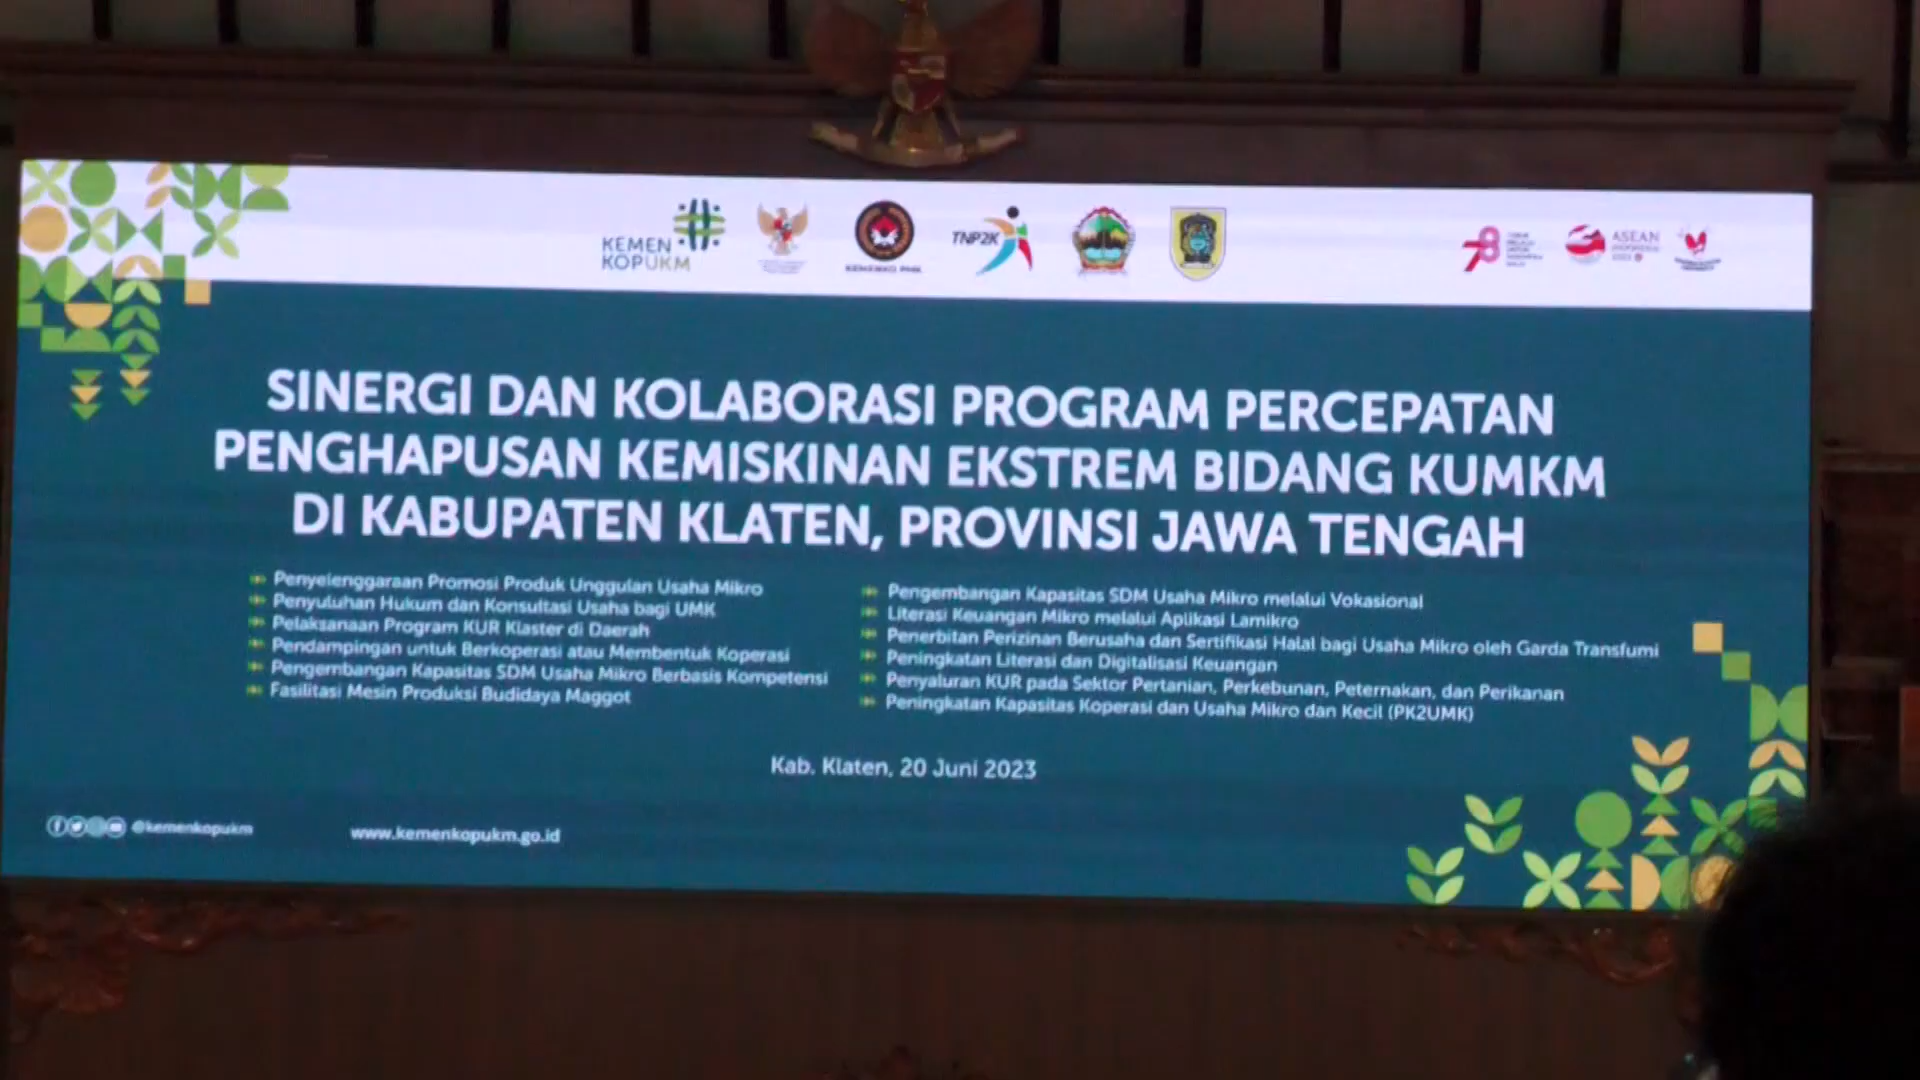 KEMEN
KOPUKM
KEMENKO PMK
TNP2K
78
ASEAN
SINERGI DAN KOLABORASI PROGRAM PERCEPATAN
PENGHAPUSAN KEMISKINAN EKSTREM BIDANG KUMKM
DI KABUPATEN KLATEN, PROVINSI JAWA TENGAH
Penyelenggaraan Promosi Produk Unggulan Usaha Mikro
Penyuluhan Hukum dan Konsultasi Usaha bagi UMK
Pelaksanaan Program KUR Klaster di Daerah
Pendampingan untuk Berkoperasi atau Membentuk Koperasi
Pengembangan Kapasitas SDM Usaha Mikro Berbasis Kompetensi
Fasilitasi Mesin Produksi Budidaya Maggot
Pengembangan Kapasitas SDM Usaha Mikro melalui Vokasional
Literasi Keuangan Mikro melalui Aplikasi Lamikro
Penerbitan Perizinan Berusaha dan Sertifikasi Halal bagi Usaha Mikro oleh Garda Transfumi
Peningkatan Literasi dan Digitalisasi Keuangan
Penyaluran KUR pada Sektor Pertanian, Perkebunan, Peternakan, dan Perikanan
Peningkatan Kapasitas Koperasi dan Usaha Mikro dan Kecil (PK2UMK)
Kab. Klaten, 20 Juni 2023
@kemenkopukm
www.kemenkopukm.go.id